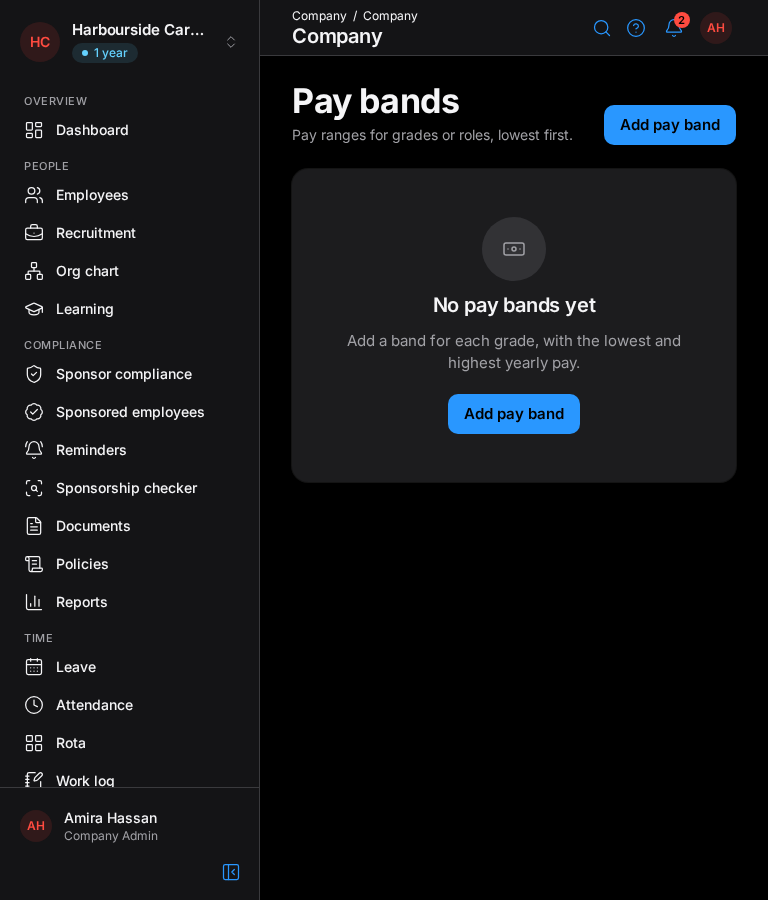 HC
Harbourside Car...
1 year
OVERVIEW
Dashboard
PEOPLE
Employees
Recruitment
Org chart
Learning
COMPLIANCE
Sponsor compliance
Sponsored employees
Reminders
Sponsorship checker
Documents
Policies
Reports
TIME
Leave
Attendance
Rota
Work log
AH
Amira Hassan
Company Admin
Company / Company
Company
2
AH
Pay bands
Pay ranges for grades or roles, lowest first.
Add pay band
No pay bands yet
Add a band for each grade, with the lowest and
highest yearly pay.
Add pay band